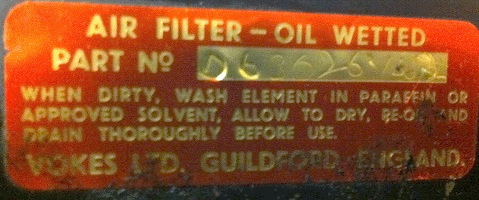 AIR FILTER - OIL WETTED
PART Nº
WHEN DIRTY, WASH ELEMENT IN PARAFFIN OR
APPROVED SOLVENT, ALLOW TO DRY, RE-OIL AND
DRAIN THOROUGHLY BEFORE USE.
VOKES LTD. GUILDFORD, ENGLAND.